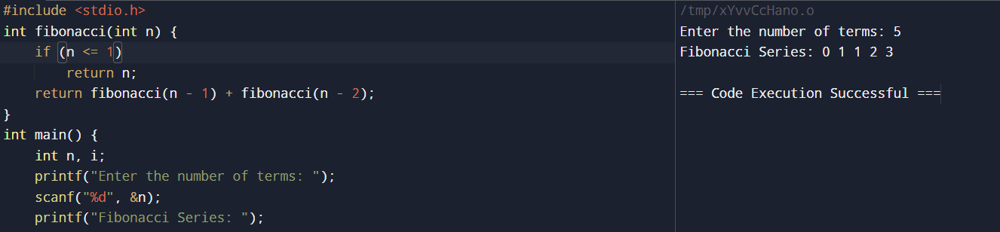 #include <stdio.h>
int fibonacci(int n) {
    if (n <= 1)
        return n;
    return fibonacci(n - 1) + fibonacci(n - 2);
}
int main() {
    int n, i;
    printf("Enter the number of terms: ");
    scanf("%d", &n);
    printf("Fibonacci Series: ");
/tmp/xYvvCcHano.o
Enter the number of terms: 5
Fibonacci Series: 0 1 1 2 3
=== Code Execution Successful ===